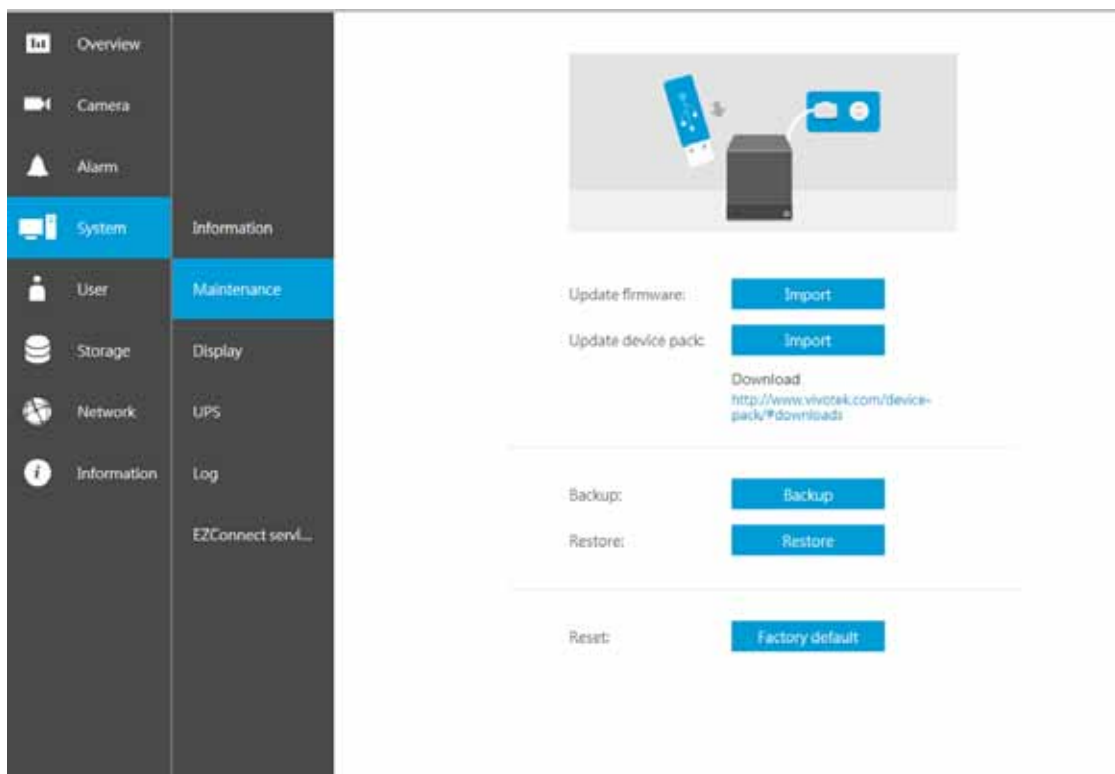 Overview
Camera
Alarm
System
User
Storage
Network
Information
Information
Maintenance
Display
UPS
Log
EZConnect servi...
Update firmware: Import
Update device pack: Import
Download
http://www.vivotek.com/device-
pack/#downloads
Backup: Backup
Restore: Restore
Reset: Factory default